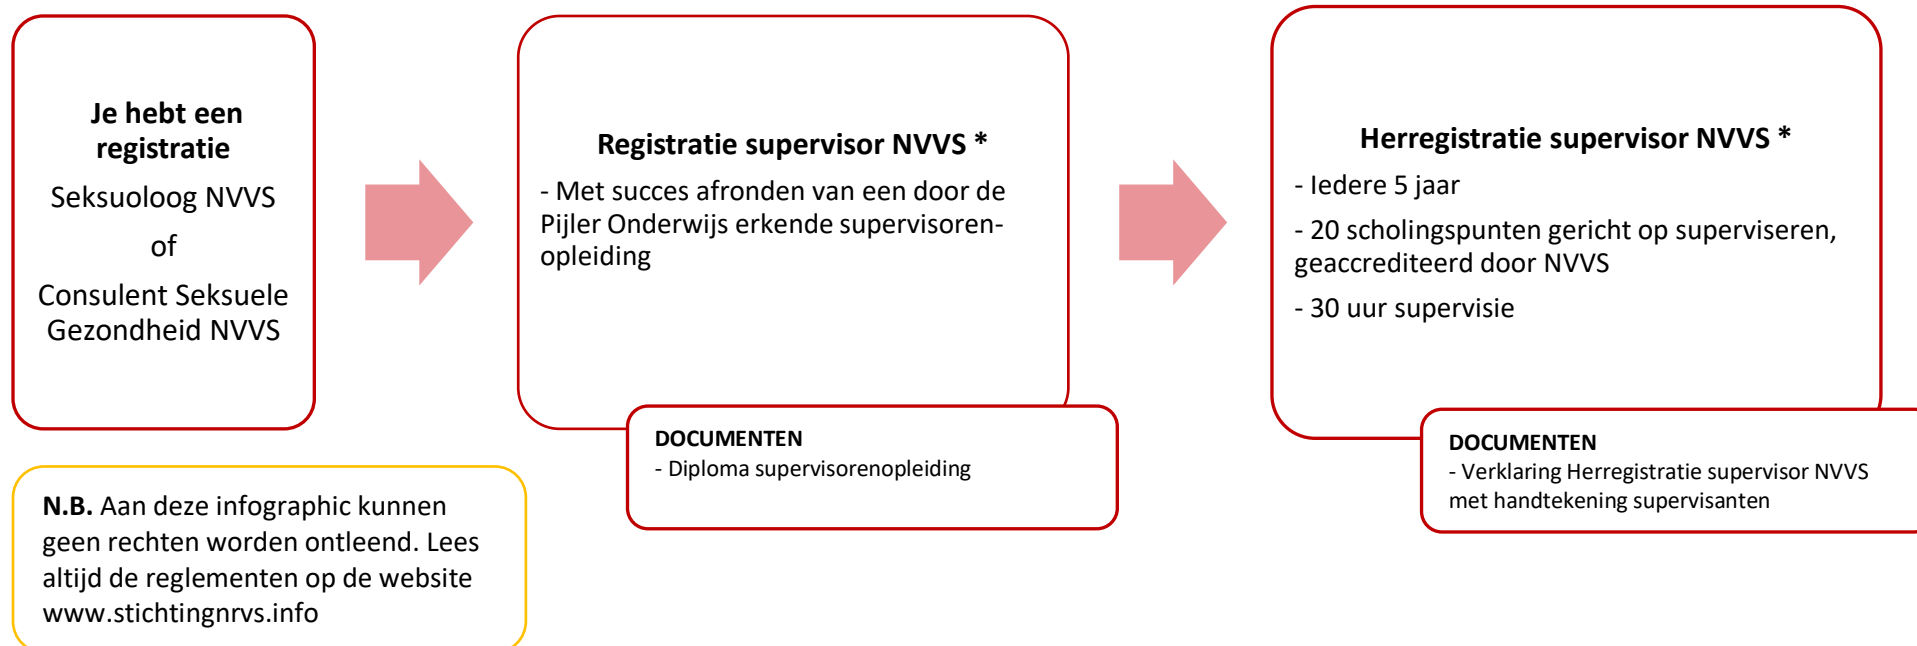 Je hebt een
registratie
Seksuoloog NVVS
of
Consulent Seksuele
Gezondheid NVVS
Registratie supervisor NVVS *
- Met succes afronden van een door de
Pijler Onderwijs erkende supervisoren-
opleiding
DOCUMENTEN
- Diploma supervisorenopleiding
Herregistratie supervisor NVVS *
- Iedere 5 jaar
- 20 scholingspunten gericht op superviseren,
geaccrediteerd door NVVS
- 30 uur supervisie
DOCUMENTEN
- Verklaring Herregistratie supervisor NVVS
met handtekening supervisanten
N.B. Aan deze infographic kunnen
geen rechten worden ontleend. Lees
altijd de reglementen op de website
www.stichtingnrvs.info